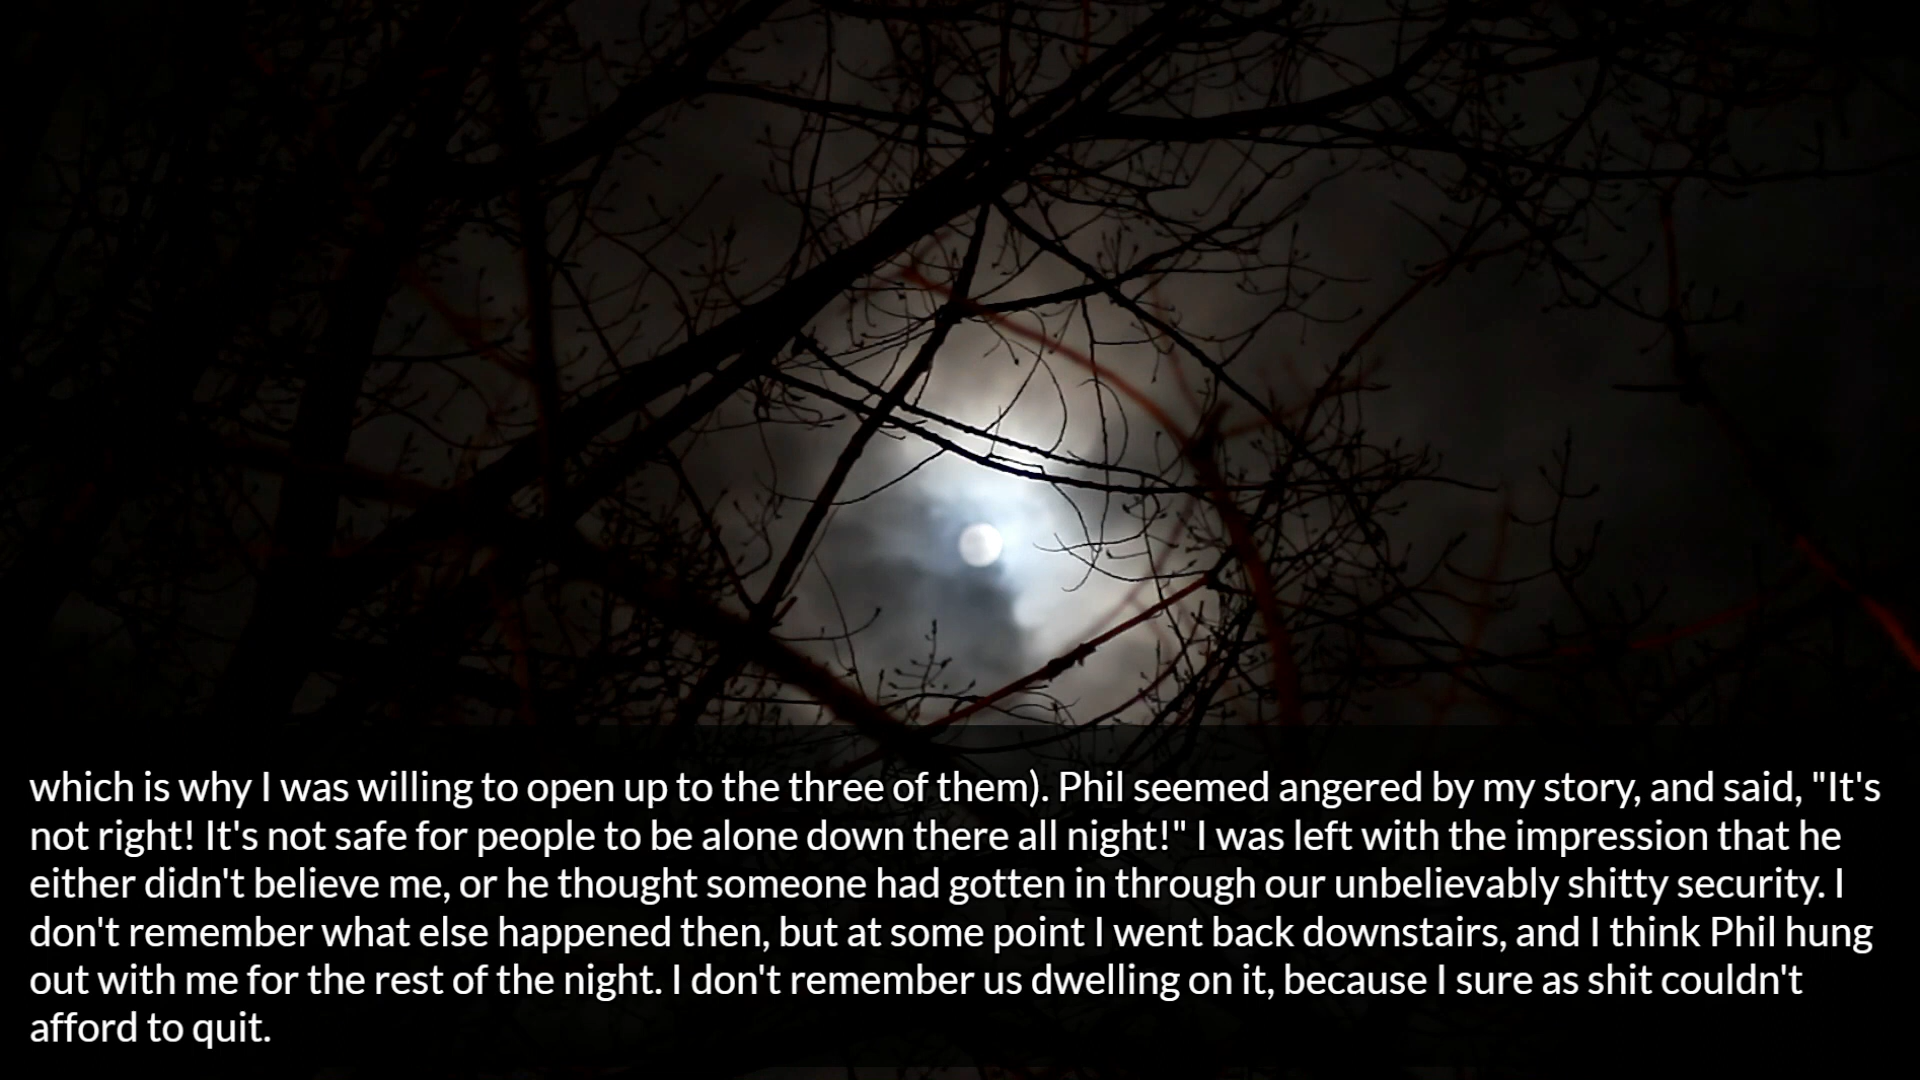 which is why I was willing to open up to the three of them). Phil seemed angered by my story, and said, "It's
not right! It's not safe for people to be alone down there all night!" I was left with the impression that he
either didn't believe me, or he thought someone had gotten in through our unbelievably shitty security. I
don't remember what else happened then, but at some point I went back downstairs, and I think Phil hung
out with me for the rest of the night. I don't remember us dwelling on it, because I sure as shit couldn't
afford to quit.